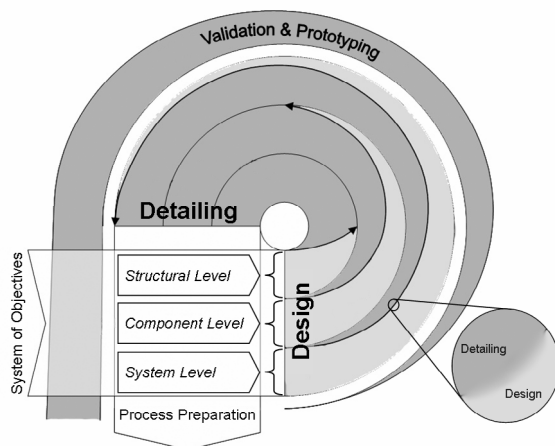 Validation & Prototyping
Detailing
System of Objectives
Structural Level
Component Level
System Level
Design
Process Preparation
Detailing
Design